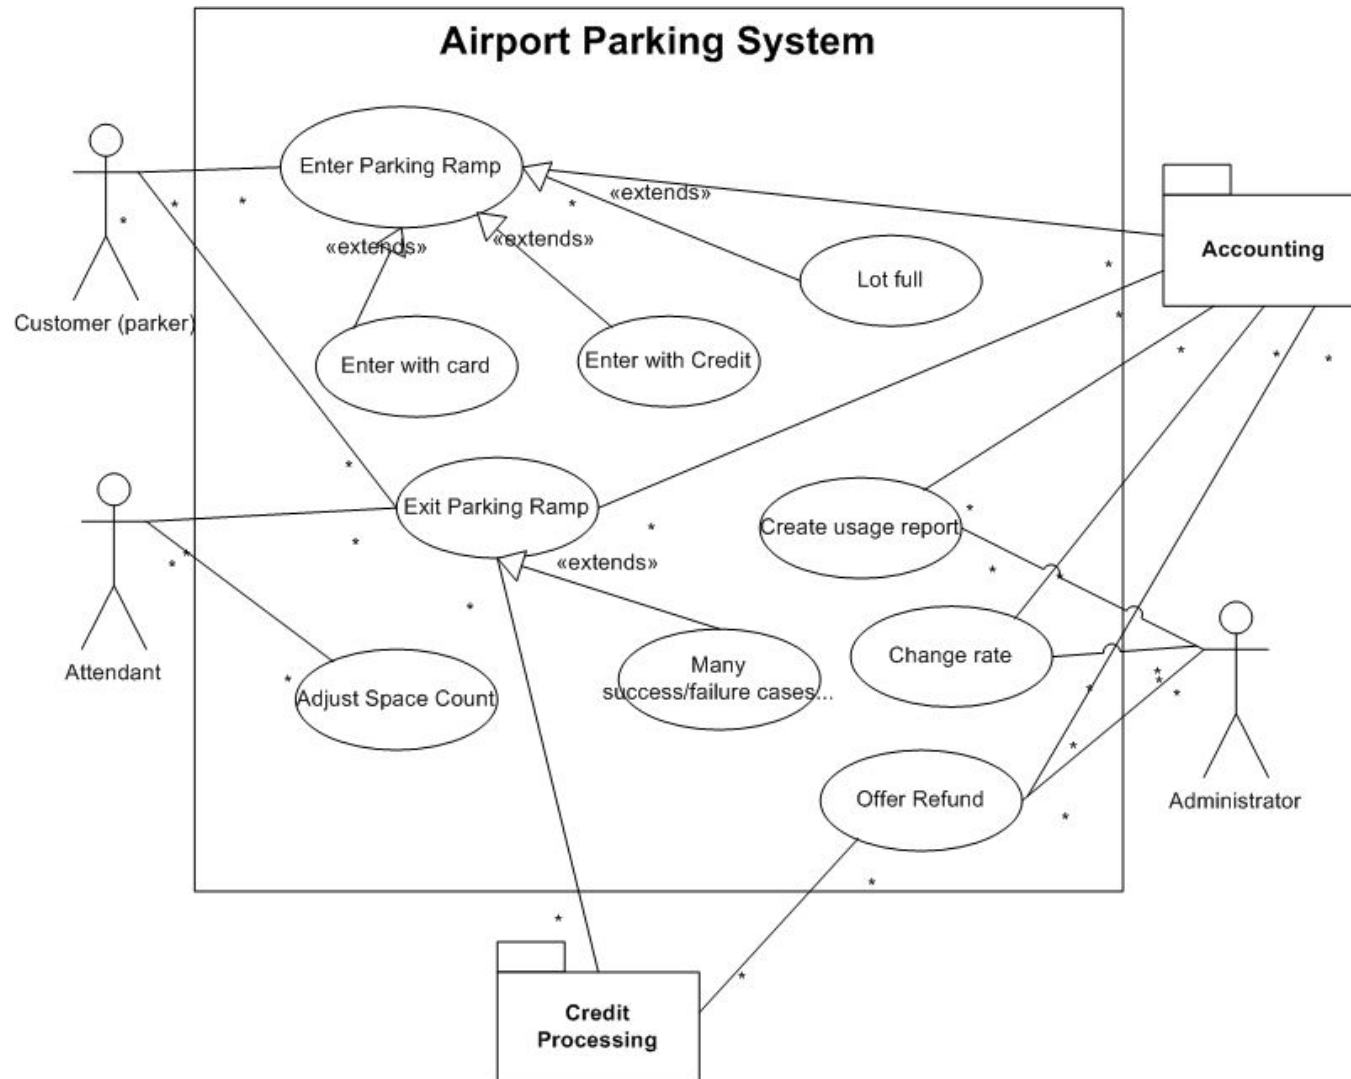 Airport Parking System
Enter Parking Ramp
«extends»
«extends»
«extends»
*
*
*
*
*
Lot full
Accounting
Customer (parker)
Enter with card
Enter with Credit
*
*
*
*
*
*
Exit Parking Ramp
Create usage report
*
*
*
*
*
*
*
«extends»
*
*
Attendant
Adjust Space Count
*
Many
success/failure cases...
Change rate
*
*
*
*
*
Offer Refund
Administrator
*
*
*
*
Credit
Processing